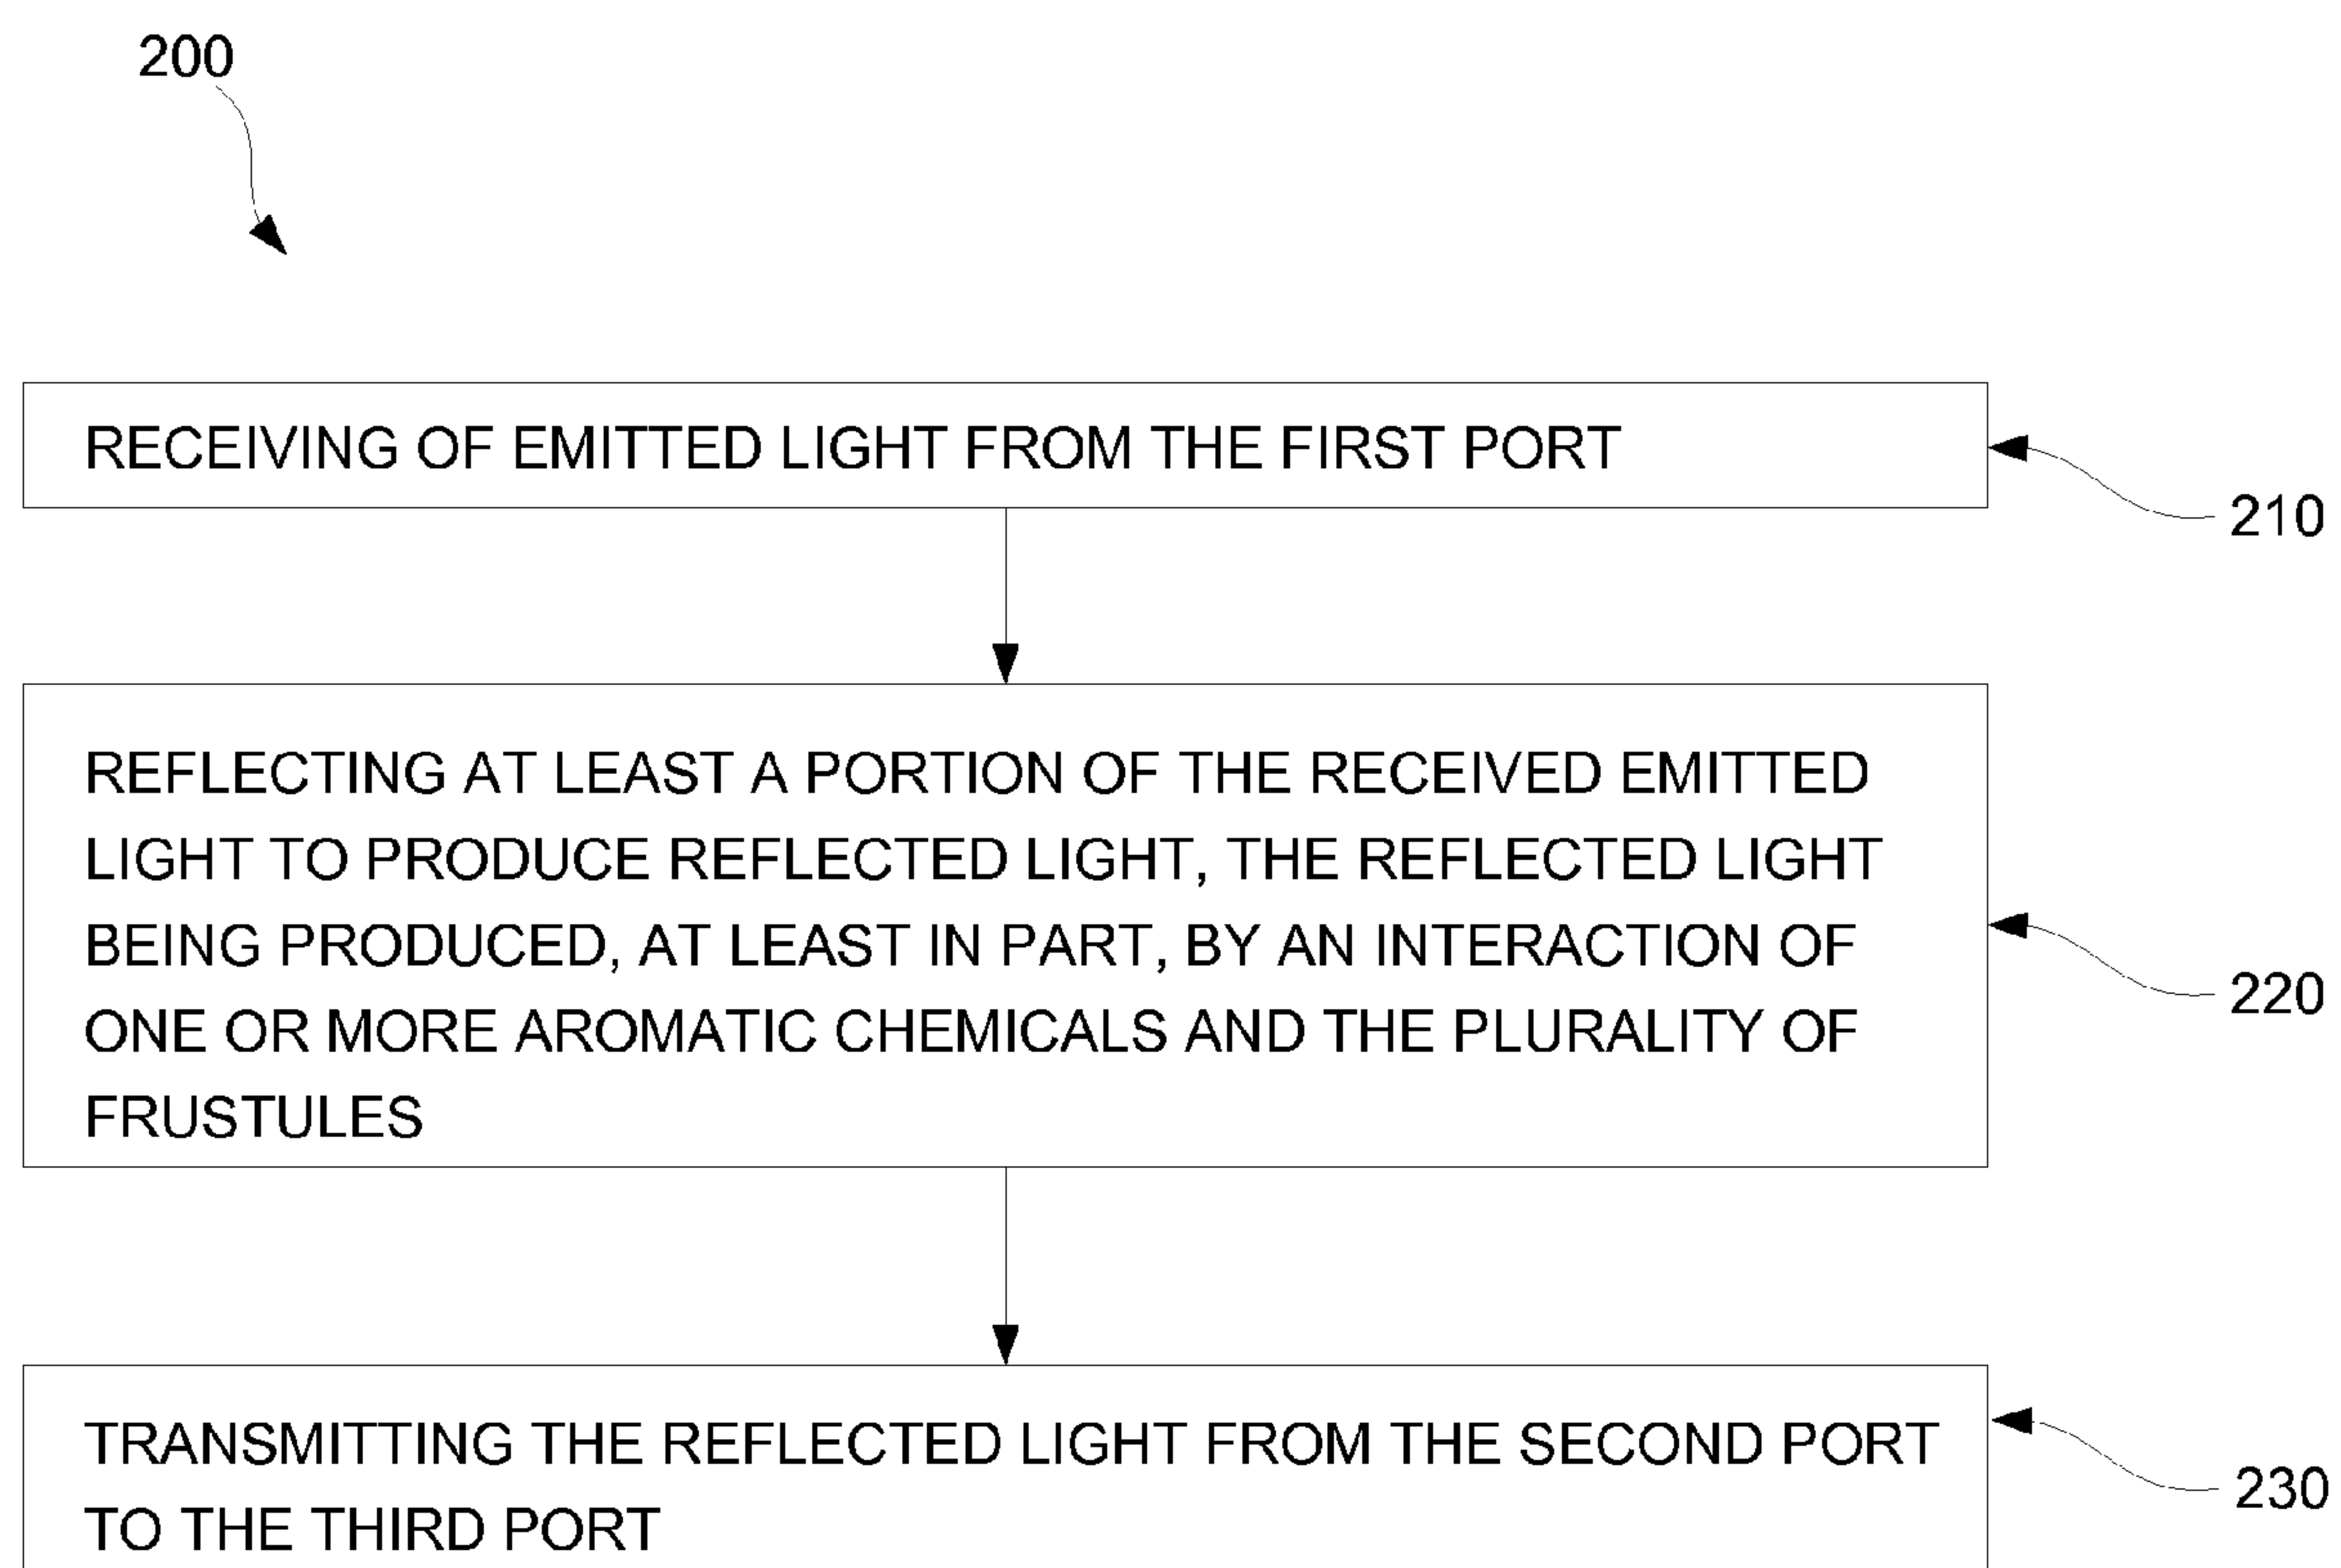 200
RECEIVING OF EMITTED LIGHT FROM THE FIRST PORT
210
REFLECTING AT LEAST A PORTION OF THE RECEIVED EMITTED
LIGHT TO PRODUCE REFLECTED LIGHT, THE REFLECTED LIGHT
BEING PRODUCED, AT LEAST IN PART, BY AN INTERACTION OF
ONE OR MORE AROMATIC CHEMICALS AND THE PLURALITY OF
FRUSTULES
220
TRANSMITTING THE REFLECTED LIGHT FROM THE SECOND PORT
TO THE THIRD PORT
230